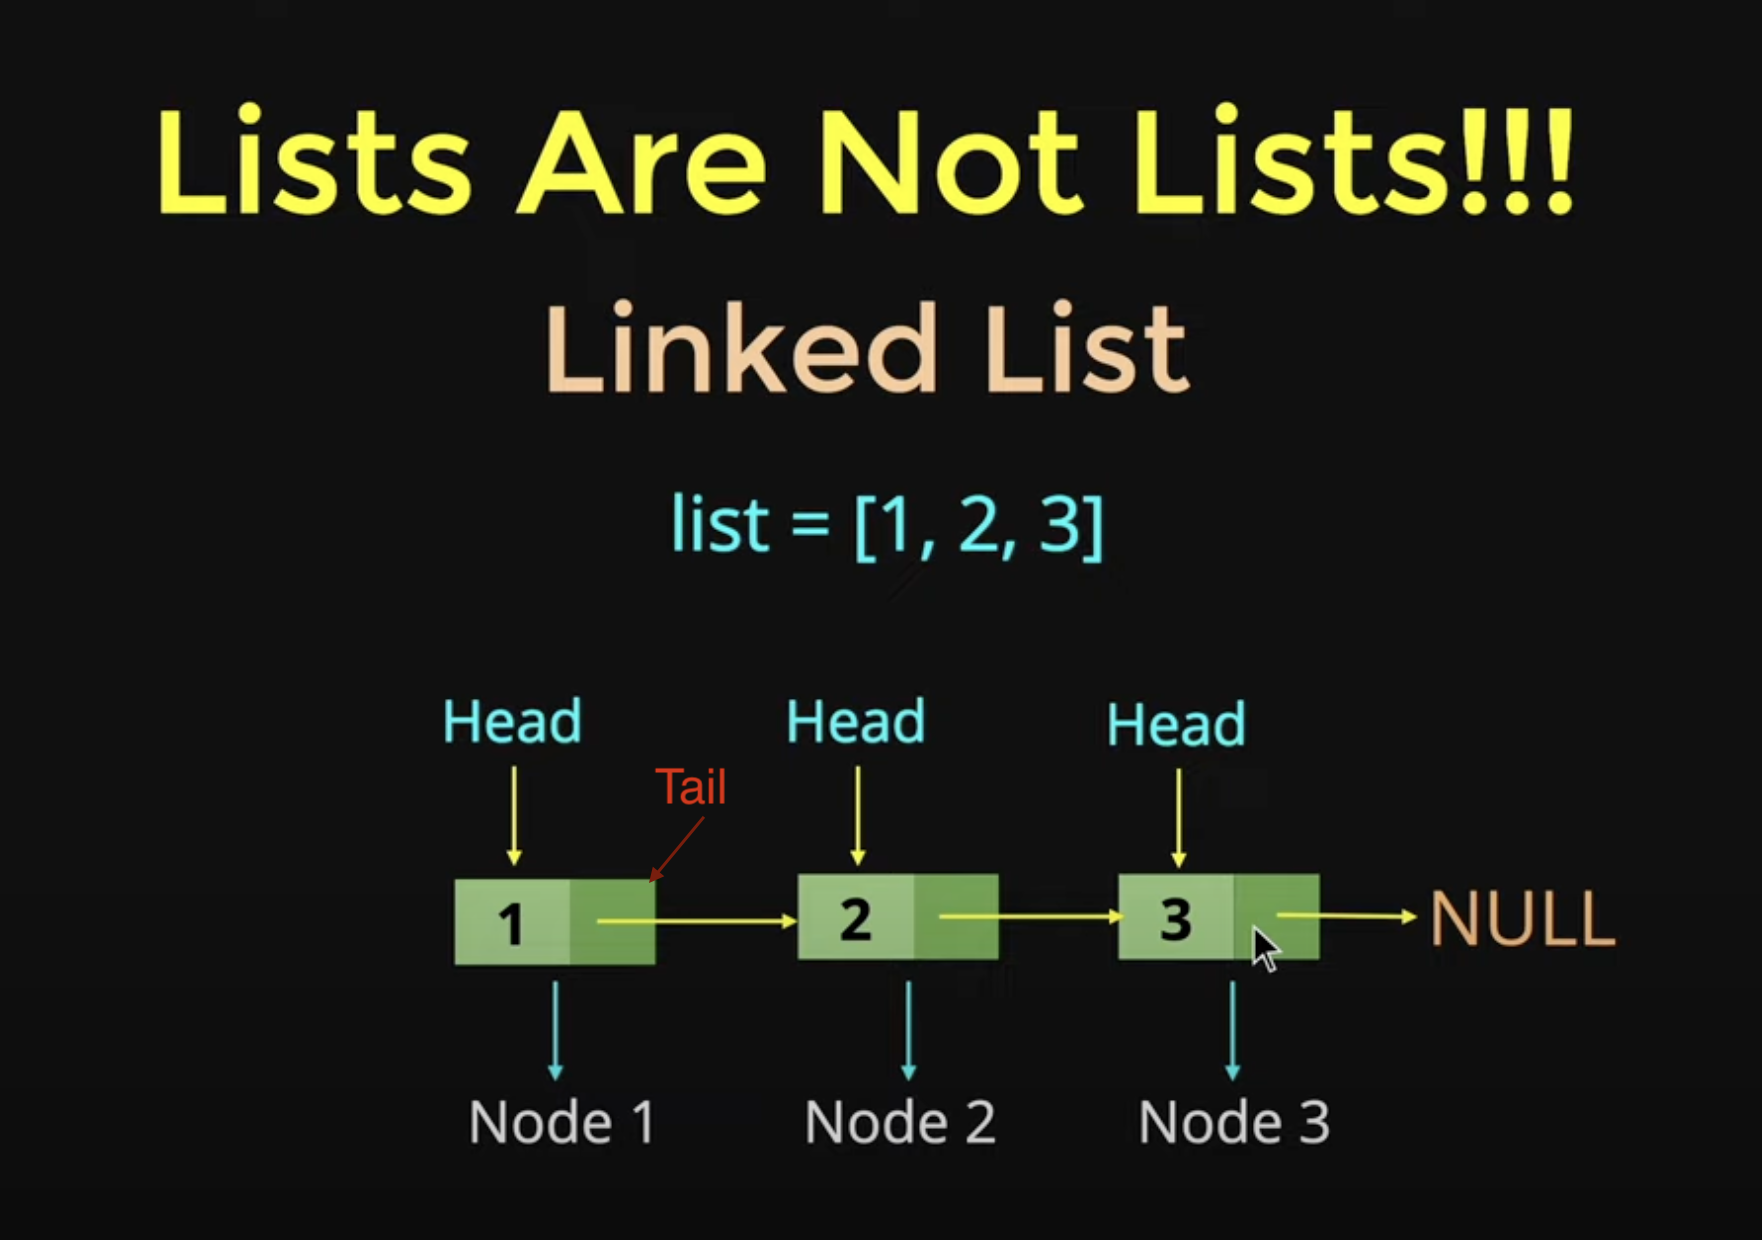 Lists Are Not Lists!!!
Linked List
list = [1, 2, 3]
Head Head Head
Tail
1 2 3 NULL
Node 1 Node 2 Node 3